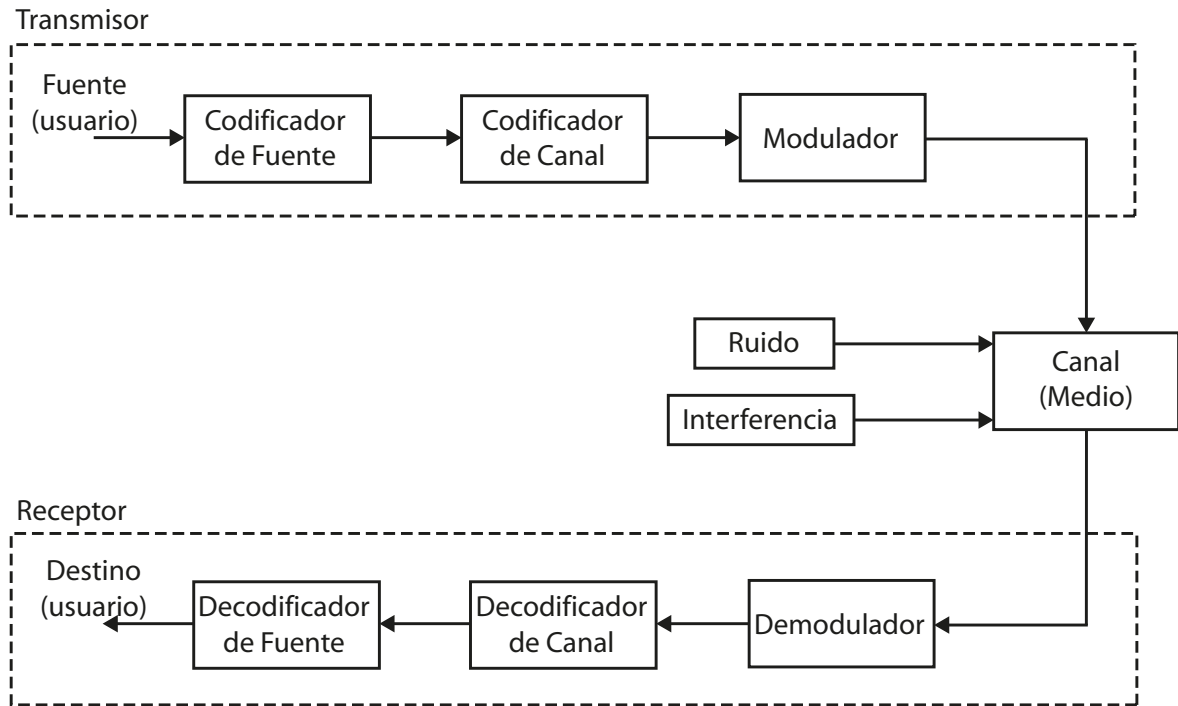 Transmisor
Fuente
(usuario)
Codificador
de Fuente
Codificador
de Canal
Modulador
Ruido
Canal
(Medio)
Interferencia
Receptor
Destino
(usuario)
Decodificador
de Fuente
Decodificador
de Canal
Demodulador